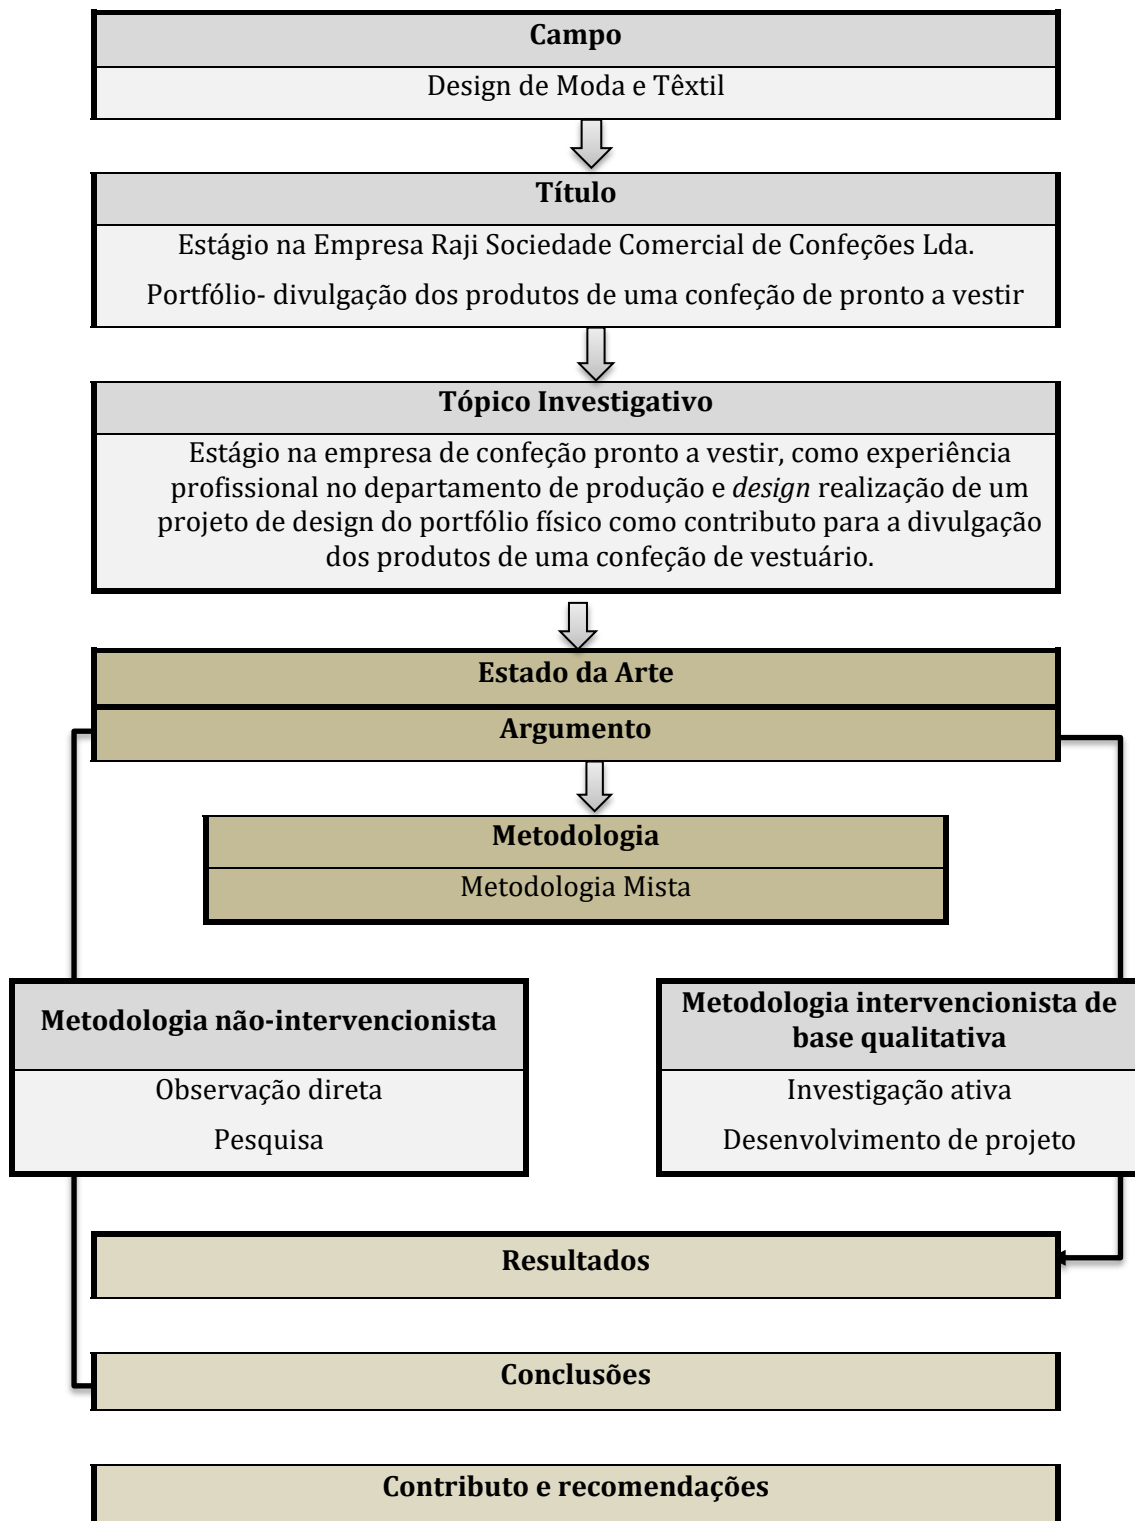 Campo
Design de Moda e Têxtil
Título
Estágio na Empresa Raji Sociedade Comercial de Confeções Lda.
Portfólio- divulgação dos produtos de uma confeção de pronto a vestir
Tópico Investigativo
Estágio na empresa de confeção pronto a vestir, como experiência
profissional no departamento de produção e design realização de um
projeto de design do portfólio físico como contributo para a divulgação
dos produtos de uma confeção de vestuário.
Estado da Arte
Argumento
Metodologia
Metodologia Mista
Metodologia não-intervencionista
Observação direta
Pesquisa
Metodologia intervencionista de
base qualitativa
Investigação ativa
Desenvolvimento de projeto
Resultados
Conclusões
Contributo e recomendações